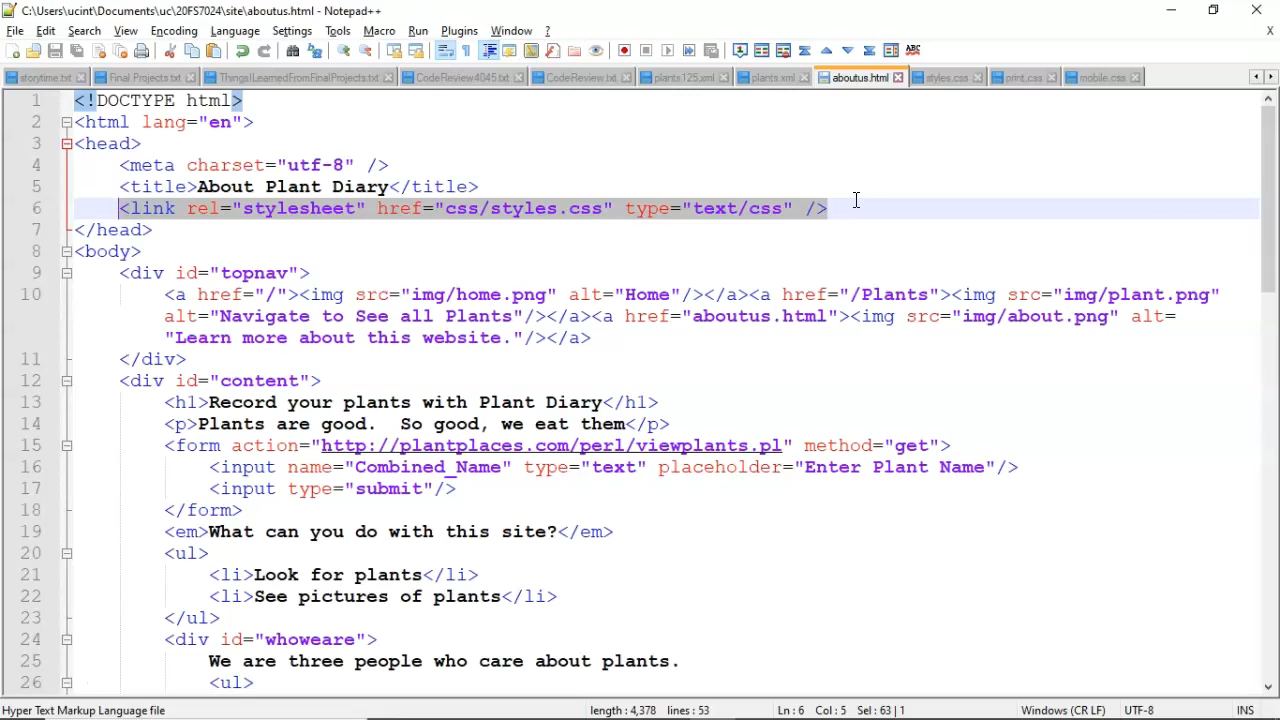 C:\Users\ucint\Documents\uc\20FS7024\site\aboutus.html - Notepad++
File Edit Search View Encoding Language Settings Tools Macro Run Plugins Window ? X
storytime.txt Final Projects.txt ThingsILearnedFromFinalProjects.txt CodeReview4045.txt CodeReview.txt plants125.xml plants.xml aboutus.html styles.css print.css mobile.css
1 <!DOCTYPE html>
2 <html lang="en">
3 <head>
4 <meta charset="utf-8" />
5 <title>About Plant Diary</title>
6 <link rel="stylesheet" href="css/styles.css" type="text/css" />
7 </head>
8 <body>
9 <div id="topnav">
10 <a href="/"><img src="img/home.png" alt="Home"/></a><a href="/Plants"><img src="img/plant.png"
alt="Navigate to See all Plants"/></a><a href="aboutus.html"><img src="img/about.png" alt=
"Learn more about this website."/></a>
11 </div>
12 <div id="content">
13 <h1>Record your plants with Plant Diary</h1>
14 <p>Plants are good.  So good, we eat them</p>
15 <form action="http://plantplaces.com/perl/viewplants.pl" method="get">
16 <input name="Combined_Name" type="text" placeholder="Enter Plant Name"/>
17 <input type="submit"/>
18 </form>
19 <em>What can you do with this site?</em>
20 <ul>
21 <li>Look for plants</li>
22 <li>See pictures of plants</li>
23 </ul>
24 <div id="whoweare">
25 We are three people who care about plants.
26 <ul>
Hyper Text Markup Language file length : 4,378 lines : 53 Ln : 6 Col : 5 Sel : 63 | 1 Windows (CR LF) UTF-8 INS